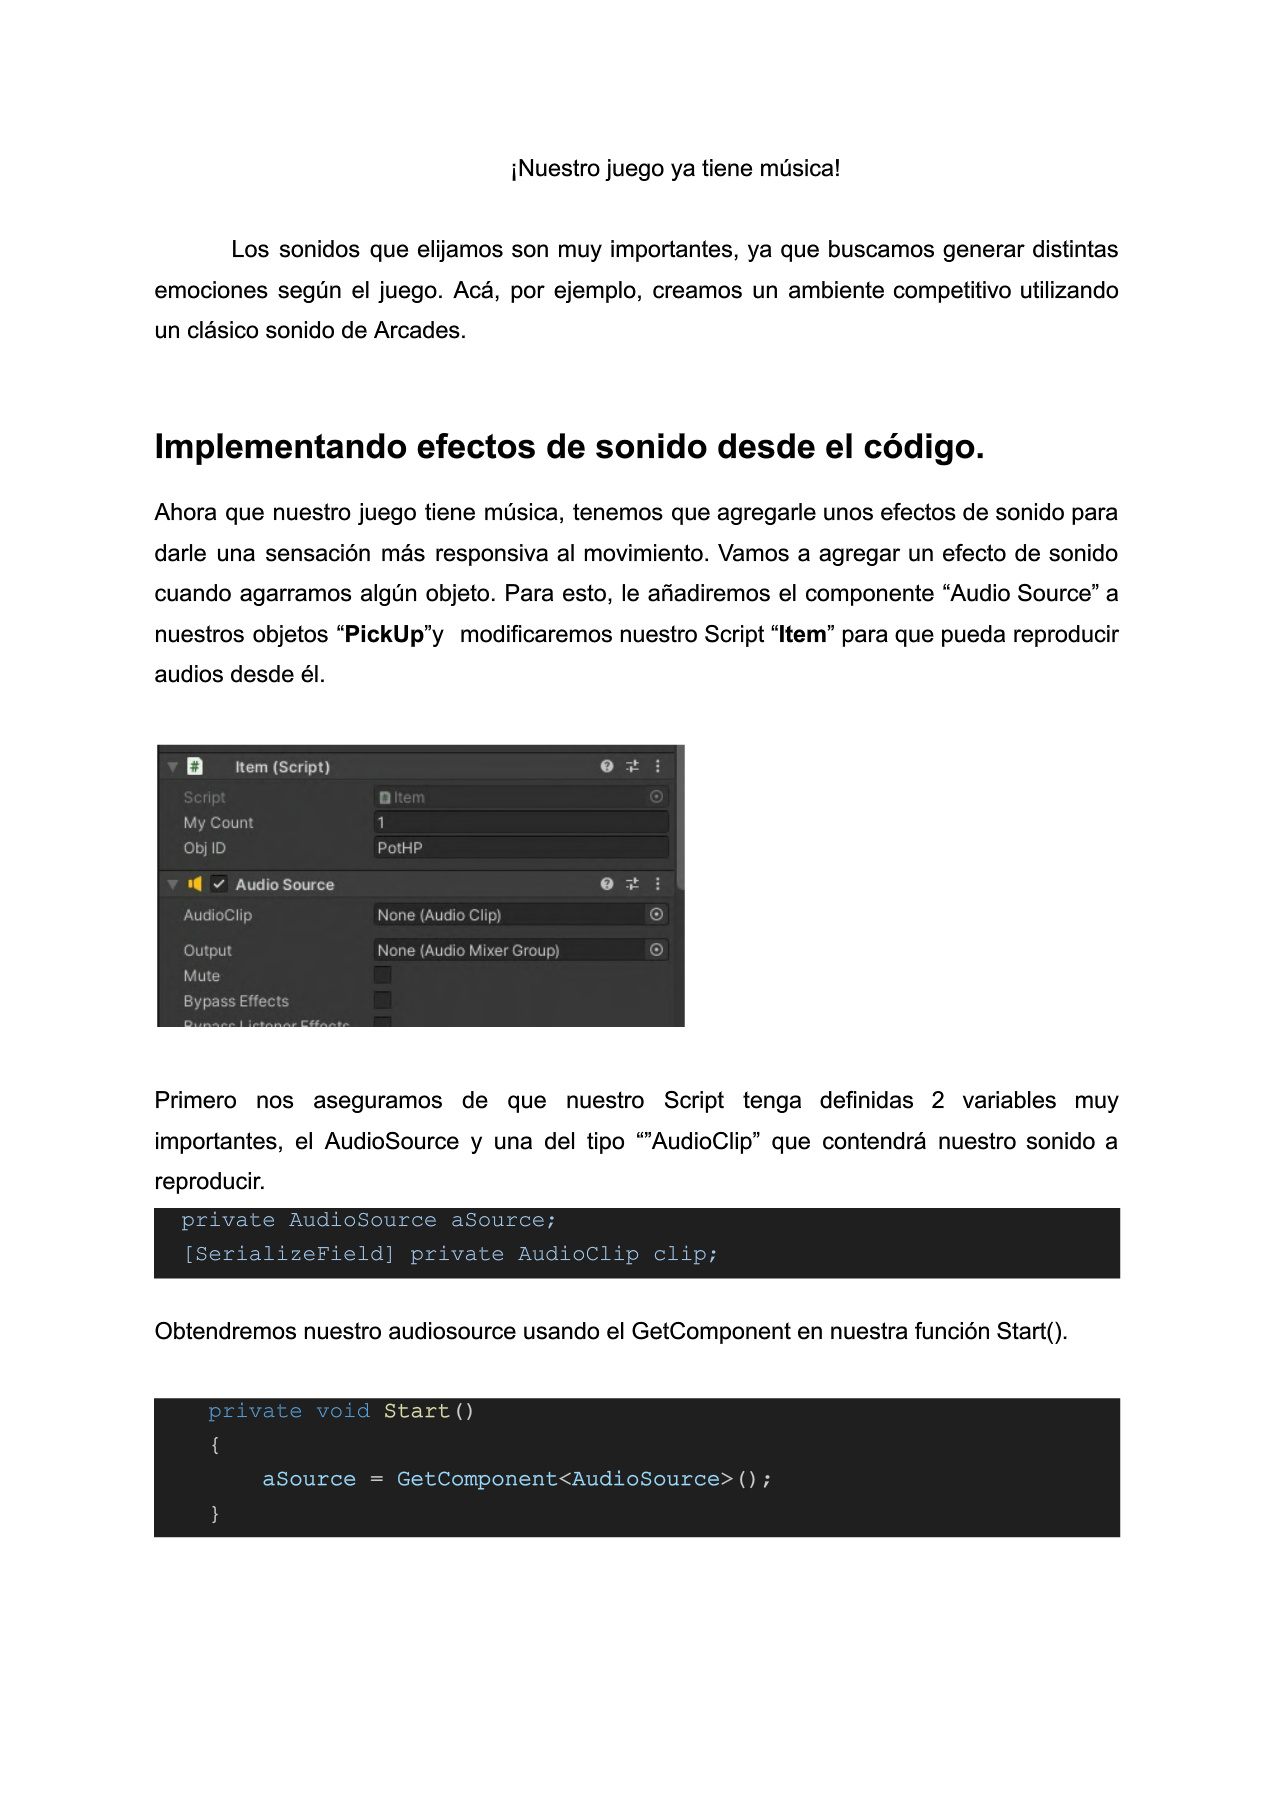 ¡Nuestro juego ya tiene música!
Los sonidos que elijamos son muy importantes, ya que buscamos generar distintas
emociones según el juego. Acá, por ejemplo, creamos un ambiente competitivo utilizando
un clásico sonido de Arcades.
Implementando efectos de sonido desde el código.
Ahora que nuestro juego tiene música, tenemos que agregarle unos efectos de sonido para
darle una sensación más responsiva al movimiento. Vamos a agregar un efecto de sonido
cuando agarramos algún objeto. Para esto, le añadiremos el componente “Audio Source” a
nuestros objetos “PickUp”y modificaremos nuestro Script “Item” para que pueda reproducir
audios desde él.
Item (Script)
Script Item
My Count 1
Obj ID PotHP
Audio Source
AudioClip None (Audio Clip)
Output None (Audio Mixer Group)
Mute
Bypass Effects
Bypass Listener Effects
Primero nos aseguramos de que nuestro Script tenga definidas 2 variables muy
importantes, el AudioSource y una del tipo “”AudioClip” que contendrá nuestro sonido a
reproducir.
private AudioSource aSource;
[SerializeField] private AudioClip clip;
Obtendremos nuestro audiosource usando el GetComponent en nuestra función Start().
private void Start()
{
aSource = GetComponent<AudioSource>();
}